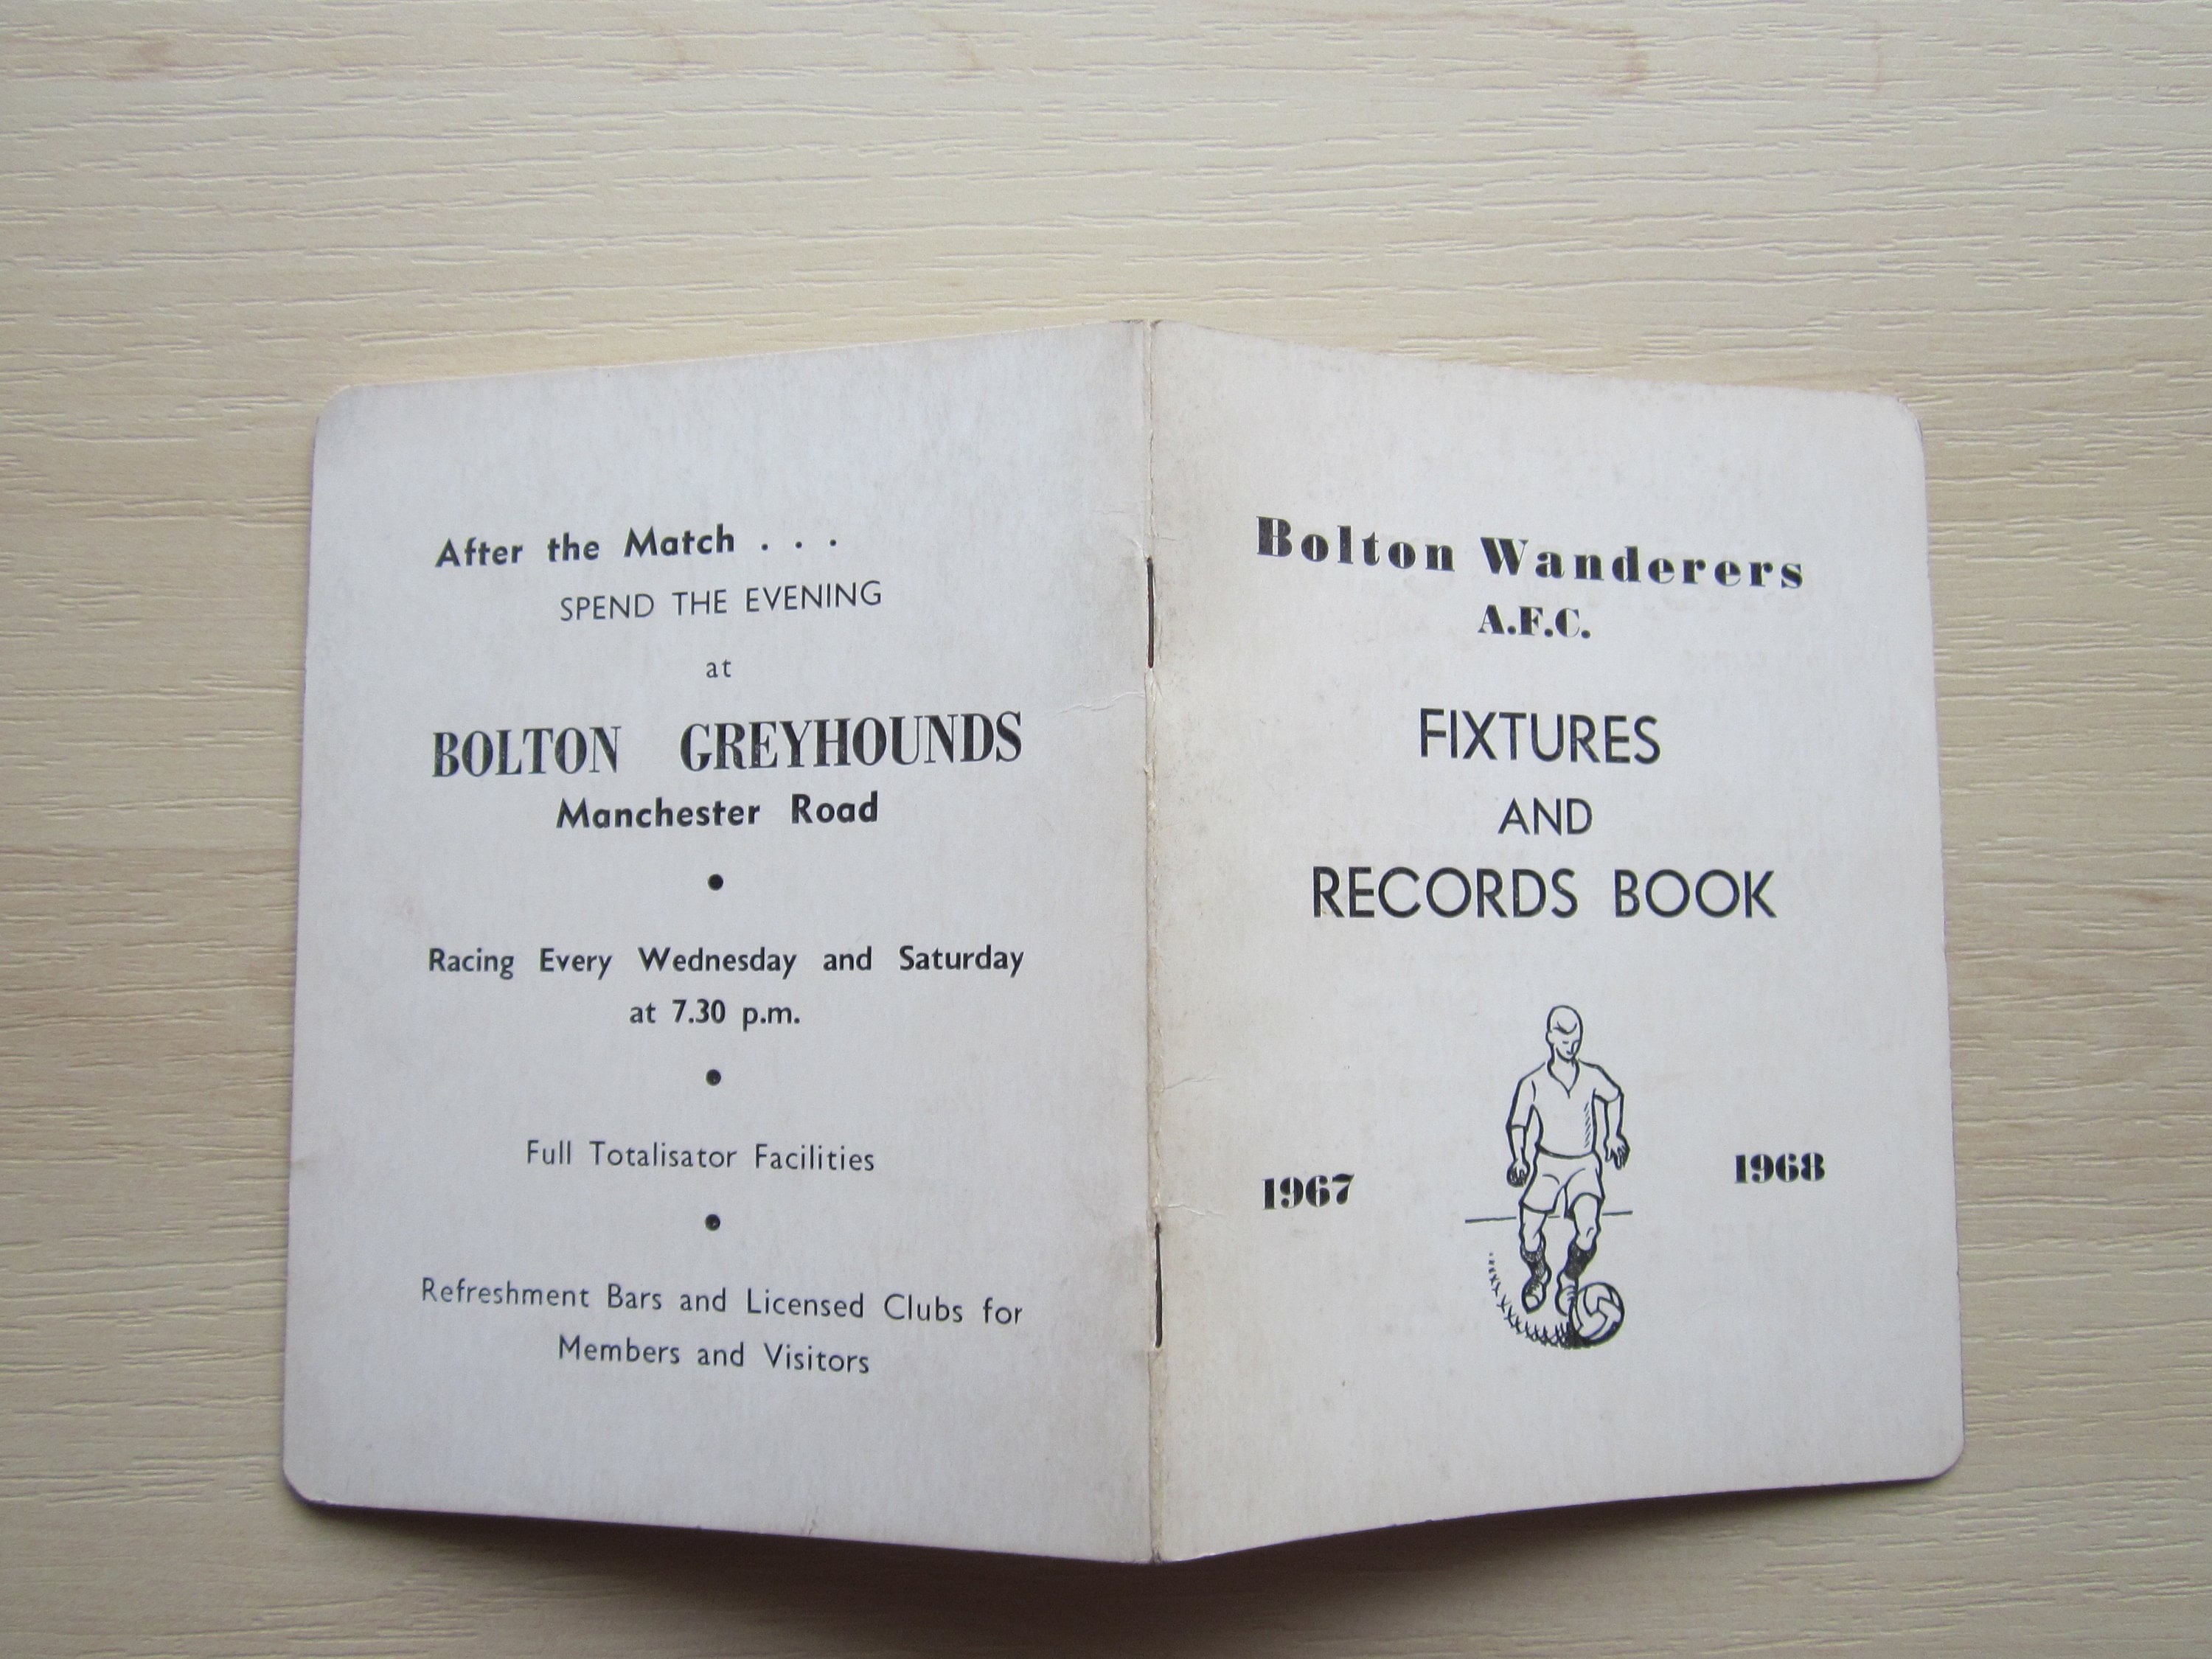 After the Match . . .
SPEND THE EVENING
at
BOLTON GREYHOUNDS
Manchester Road
Racing Every Wednesday and Saturday
at 7.30 p.m.
Full Totalisator Facilities
Refreshment Bars and Licensed Clubs for
Members and Visitors
Bolton Wanderers
A.F.C.
FIXTURES
AND
RECORDS BOOK
1967 1968